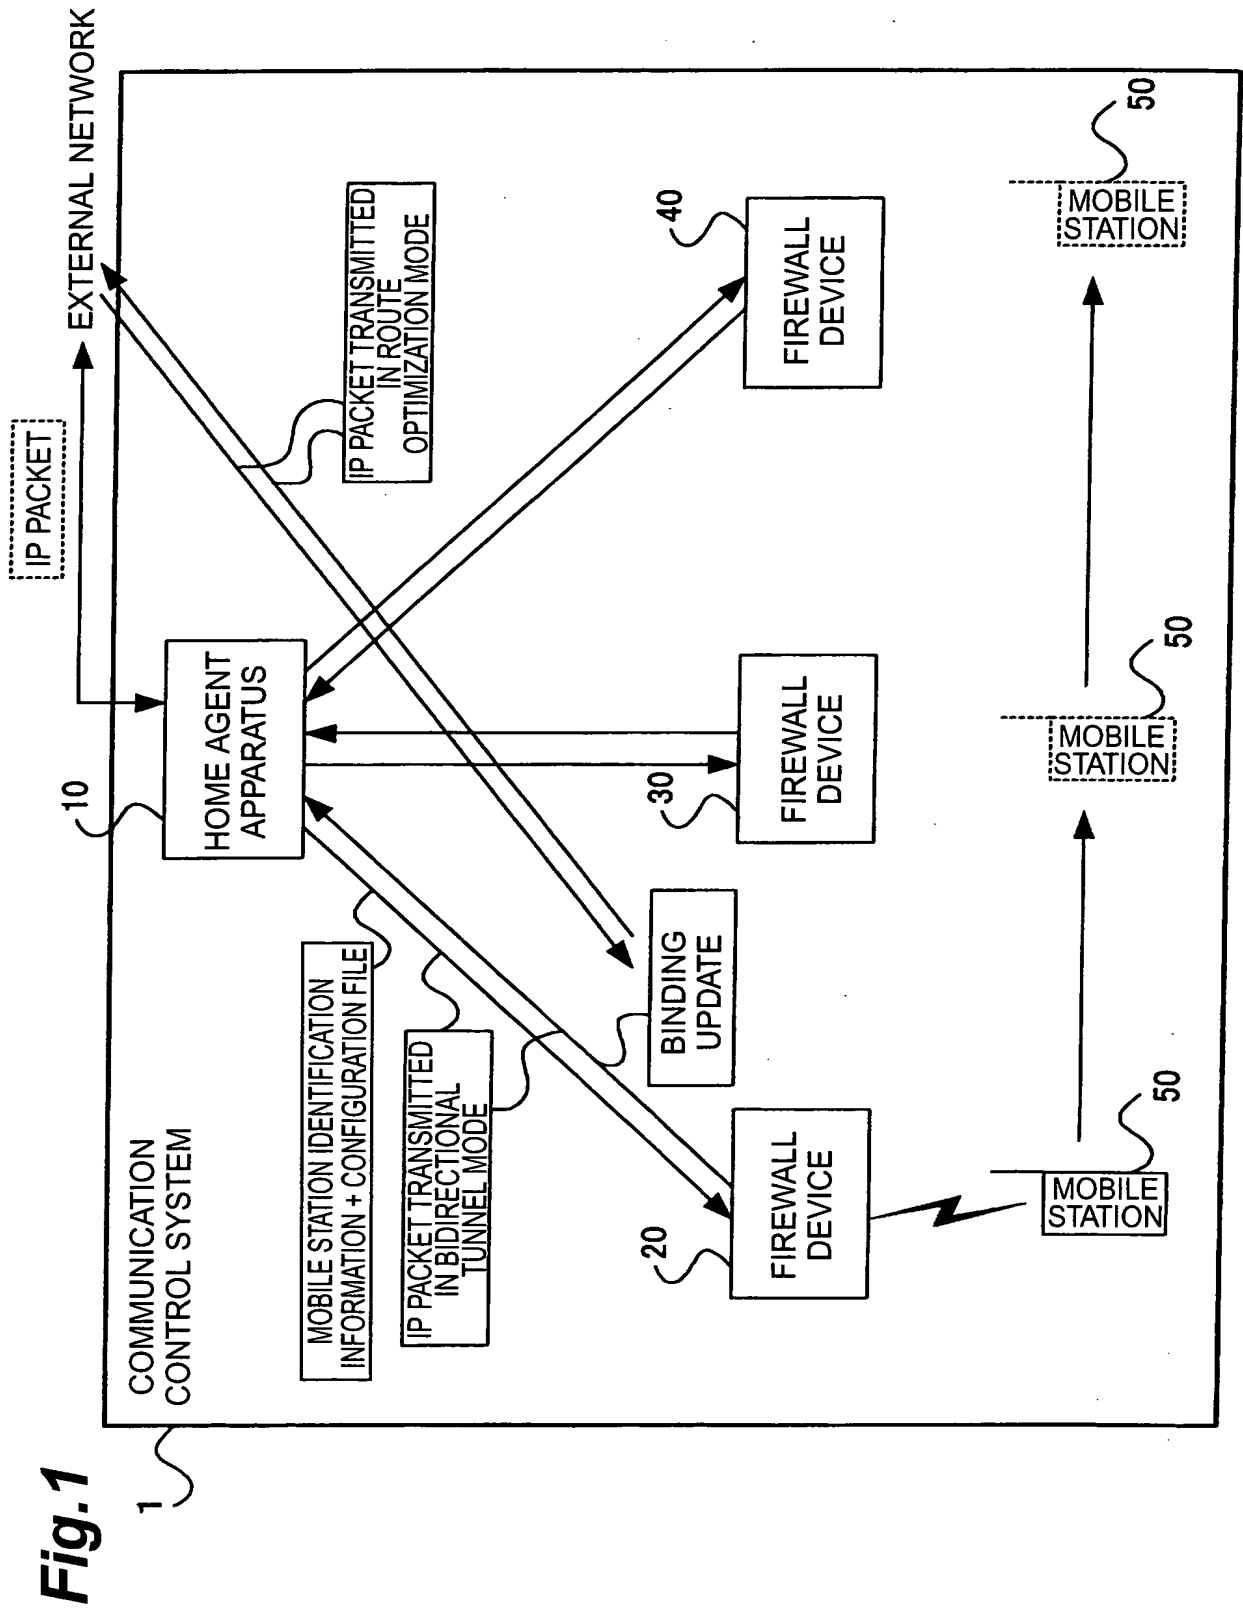 Fig.1
1
COMMUNICATION
CONTROL SYSTEM
IP PACKET
EXTERNAL NETWORK
10
HOME AGENT
APPARATUS
MOBILE STATION IDENTIFICATION
INFORMATION + CONFIGURATION FILE
IP PACKET TRANSMITTED
IN BIDIRECTIONAL
TUNNEL MODE
IP PACKET TRANSMITTED
IN ROUTE
OPTIMIZATION MODE
BINDING
UPDATE
20
FIREWALL
DEVICE
30
FIREWALL
DEVICE
40
FIREWALL
DEVICE
MOBILE
STATION
50
MOBILE
STATION
50
MOBILE
STATION
50